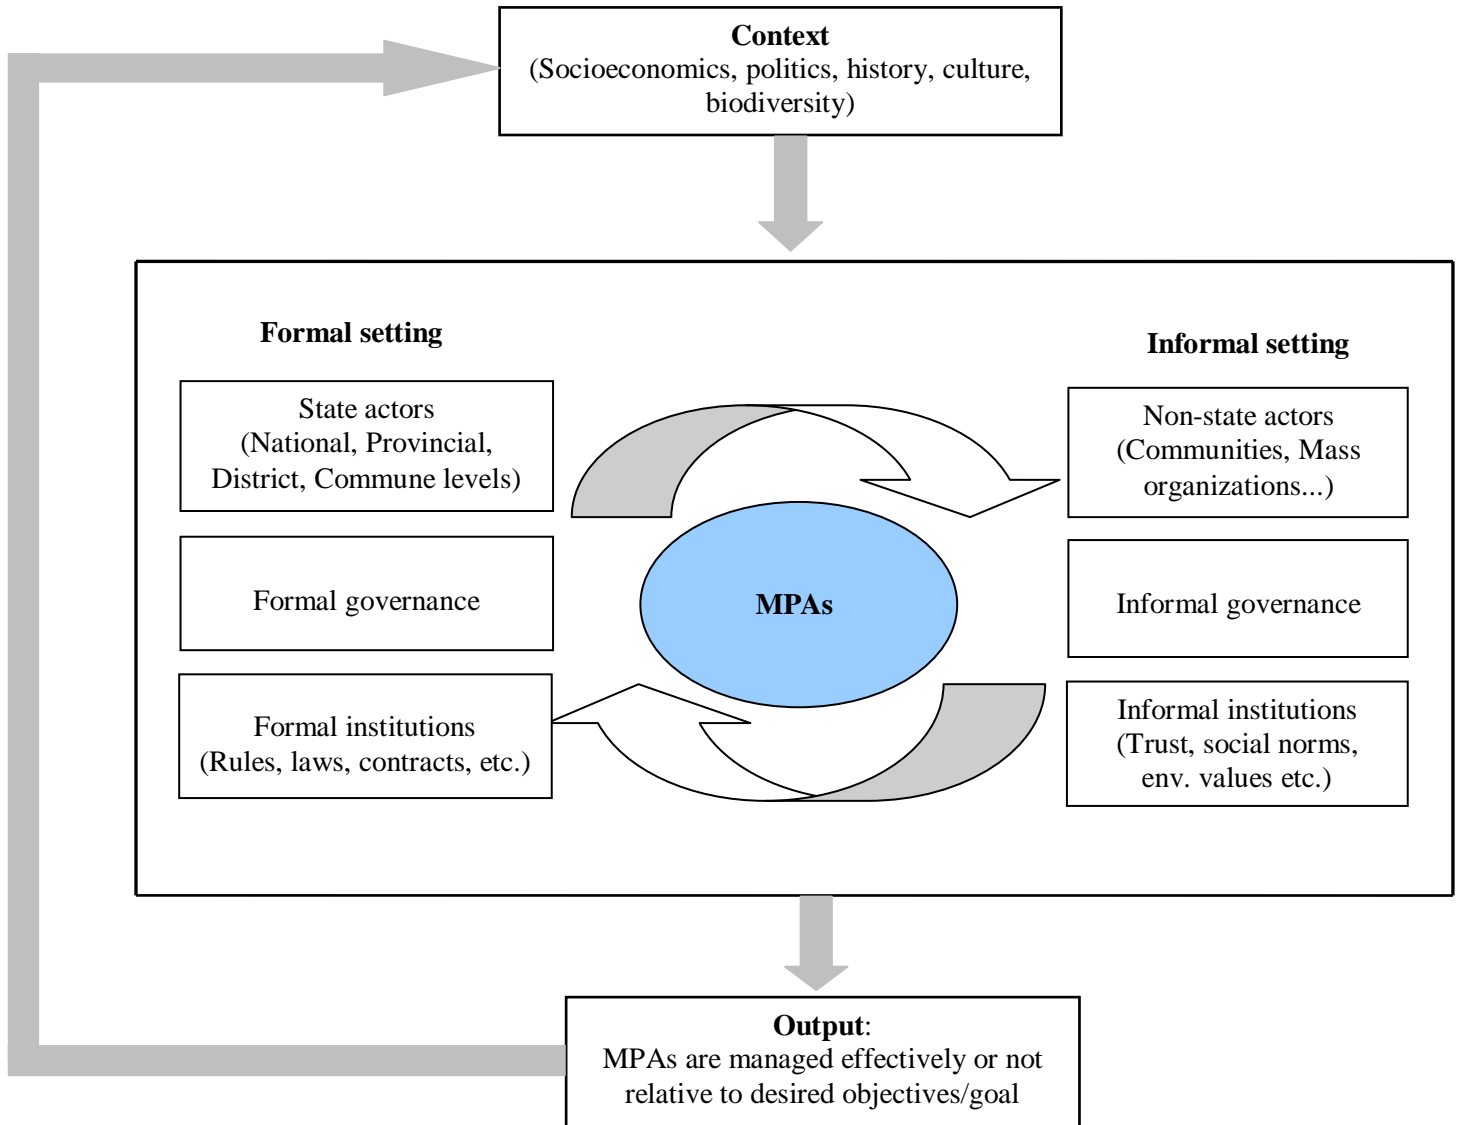 Context
(Socioeconomics, politics, history, culture,
biodiversity)
Formal setting
State actors
(National, Provincial,
District, Commune levels)
Formal governance
Formal institutions
(Rules, laws, contracts, etc.)
MPAs
Informal setting
Non-state actors
(Communities, Mass
organizations...)
Informal governance
Informal institutions
(Trust, social norms,
env. values etc.)
Output:
MPAs are managed effectively or not
relative to desired objectives/goal